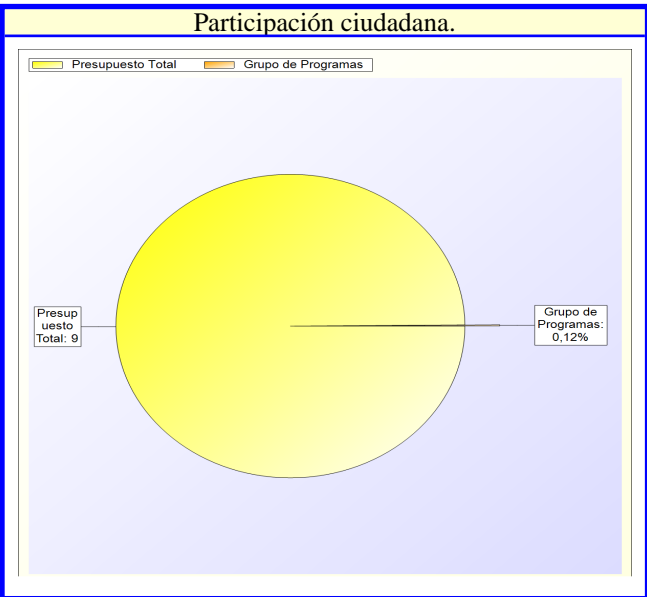 Participación ciudadana.
Presupuesto Total Grupo de Programas
Presup
uesto
Total: 9
Grupo de
Programas:
0,12%